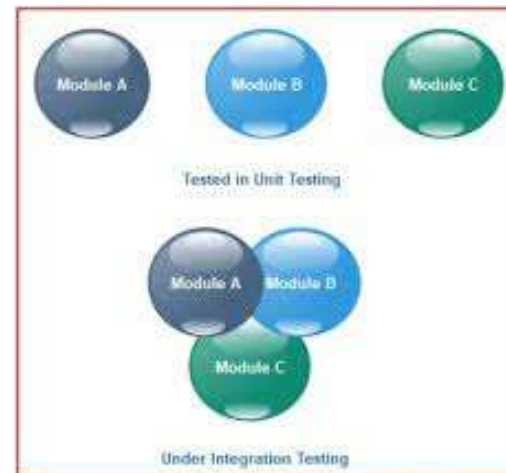 Module A
Module B
Module C
Tested in Unit Testing
Module A
Module B
Module C
Under Integration Testing